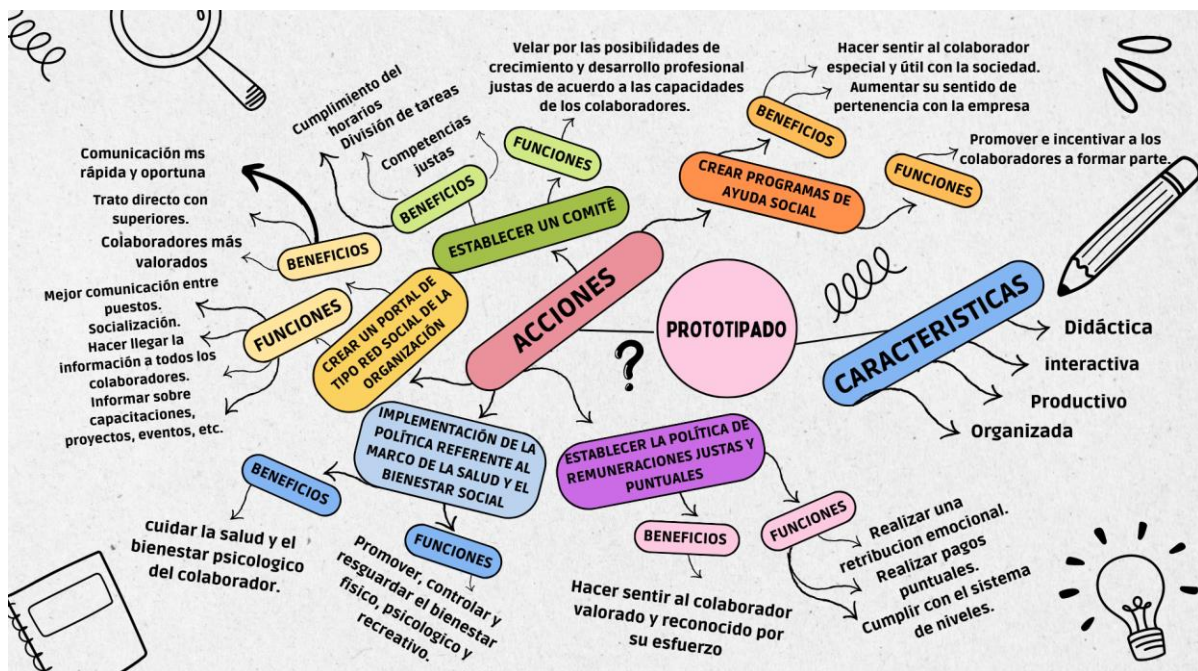 Velar por las posibilidades de
crecimiento y desarrollo profesional
justas de acuerdo a las capacidades
de los colaboradores.
Hacer sentir al colaborador
especial y útil con la sociedad.
Aumentar su sentido de
pertenencia con la empresa
BENEFICIOS
Promover e incentivar a los
colaboradores a formar parte.
FUNCIONES
CREAR PROGRAMAS DE
AYUDA SOCIAL
Cumplimiento del
horarios
División de tareas
Competencias
justas
BENEFICIOS
FUNCIONES
ESTABLECER UN COMITÉ
Comunicación ms
rápida y oportuna
Trato directo con
superiores.
Colaboradores más
valorados
BENEFICIOS
Mejor comunicación entre
puestos.
Socialización.
Hacer llegar la
información a todos los
colaboradores.
Informar sobre
capacitaciones,
proyectos, eventos, etc.
FUNCIONES
CREAR UN PORTAL DE
TIPO RED SOCIAL DE LA
ORGANIZACIÓN
ACCIONES
PROTOTIPADO
?
CARACTERISTICAS
Didáctica
interactiva
Productivo
Organizada
IMPLEMENTACIÓN DE LA
POLÍTICA REFERENTE AL
MARCO DE LA SALUD Y EL
BIENESTAR SOCIAL
BENEFICIOS
cuidar la salud y el
bienestar psicologico
del colaborador.
FUNCIONES
Promover, controlar y
resguardar el bienestar
físico, psicologico y
recreativo.
ESTABLECER LA POLÍTICA DE
REMUNERACIONES JUSTAS Y
PUNTUALES
BENEFICIOS
Hacer sentir al colaborador
valorado y reconocido por
su esfuerzo
FUNCIONES
Realizar una
retribucion emocional.
Realizar pagos
puntuales.
Cumplir con el sistema
de niveles.